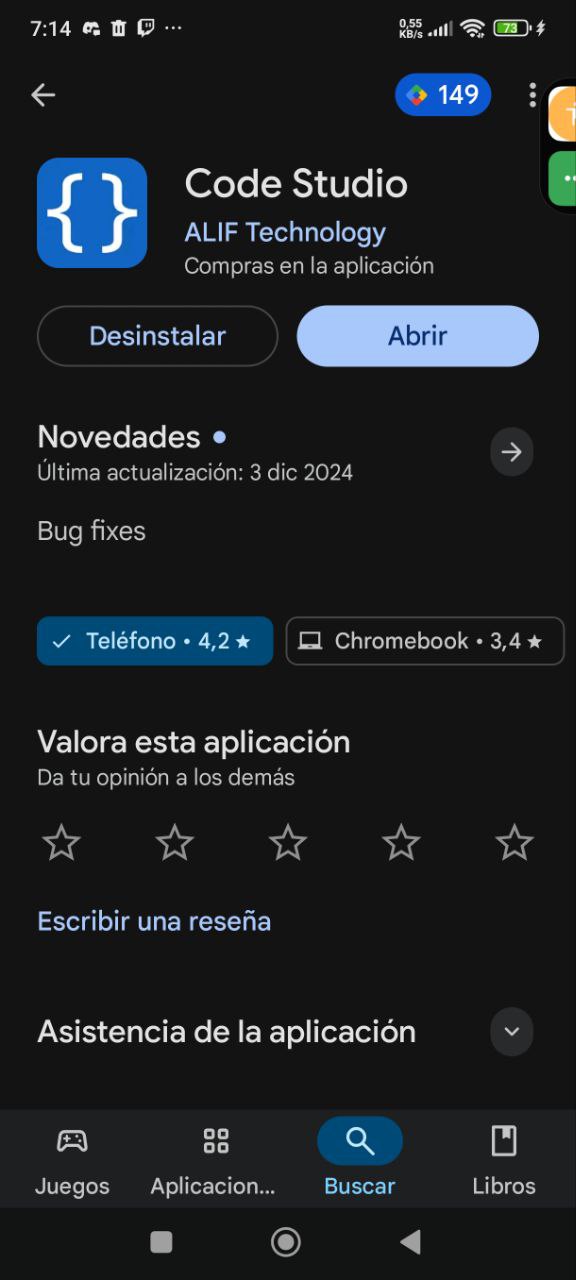 7:14
0,55
KB/s
73
149
{ }
Code Studio
ALIF Technology
Compras en la aplicación
Desinstalar
Abrir
Novedades
Última actualización: 3 dic 2024
Bug fixes
Teléfono • 4,2 ★
Chromebook • 3,4 ★
Valora esta aplicación
Da tu opinión a los demás
Escribir una reseña
Asistencia de la aplicación
Juegos
Aplicacion...
Buscar
Libros